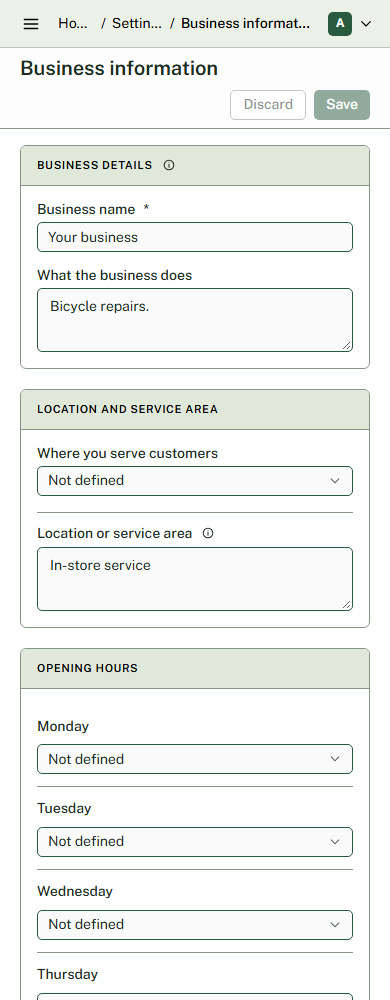 Ho... / Settin... / Business informat... A
Business information
Discard Save
BUSINESS DETAILS
Business name *
Your business
What the business does
Bicycle repairs.
LOCATION AND SERVICE AREA
Where you serve customers
Not defined
Location or service area
In-store service
OPENING HOURS
Monday
Not defined
Tuesday
Not defined
Wednesday
Not defined
Thursday